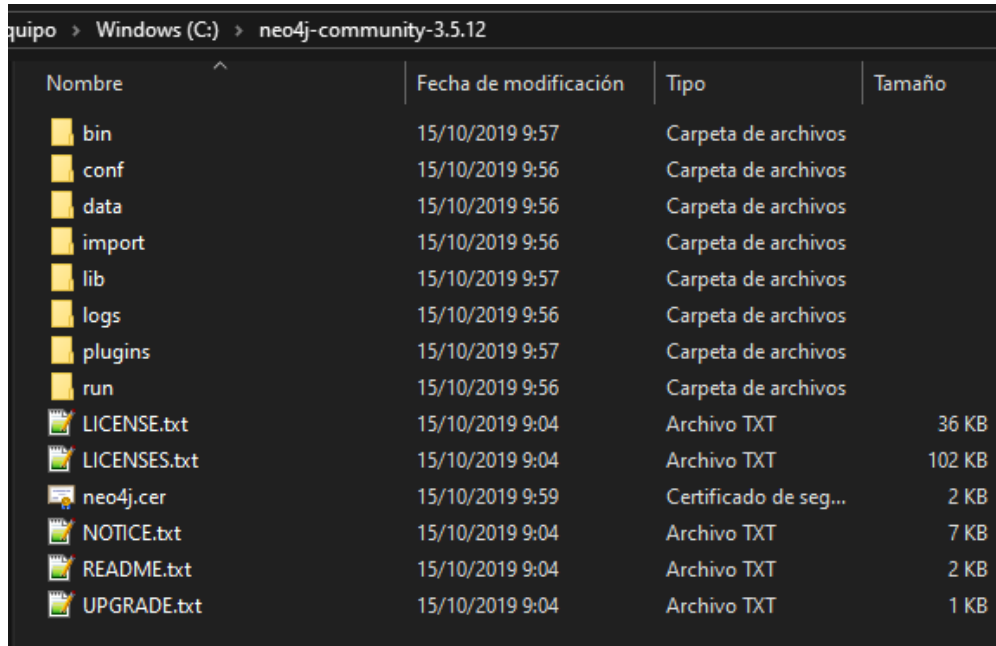 quipo > Windows (C:) > neo4j-community-3.5.12
Nombre Fecha de modificación Tipo Tamaño
bin 15/10/2019 9:57 Carpeta de archivos
conf 15/10/2019 9:56 Carpeta de archivos
data 15/10/2019 9:56 Carpeta de archivos
import 15/10/2019 9:56 Carpeta de archivos
lib 15/10/2019 9:57 Carpeta de archivos
logs 15/10/2019 9:56 Carpeta de archivos
plugins 15/10/2019 9:57 Carpeta de archivos
run 15/10/2019 9:56 Carpeta de archivos
LICENSE.txt 15/10/2019 9:04 Archivo TXT 36 KB
LICENSES.txt 15/10/2019 9:04 Archivo TXT 102 KB
neo4j.cer 15/10/2019 9:59 Certificado de seg... 2 KB
NOTICE.txt 15/10/2019 9:04 Archivo TXT 7 KB
README.txt 15/10/2019 9:04 Archivo TXT 2 KB
UPGRADE.txt 15/10/2019 9:04 Archivo TXT 1 KB